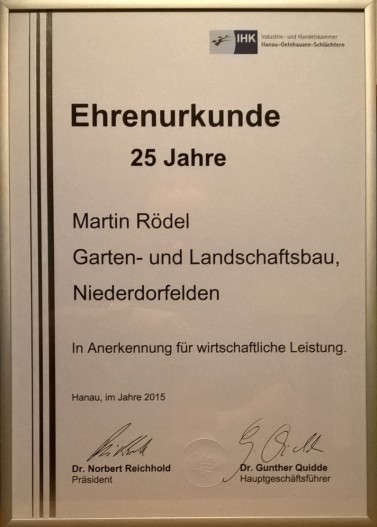 IHK Industrie- und Handelskammer
Hanau-Gelnhausen-Schlüchtern
Ehrenurkunde
25 Jahre
Martin Rödel
Garten- und Landschaftsbau,
Niederdorfelden
In Anerkennung für wirtschaftliche Leistung.
Hanau, im Jahre 2015
Dr. Norbert Reichhold Dr. Gunther Quidde
Präsident Hauptgeschäftsführer